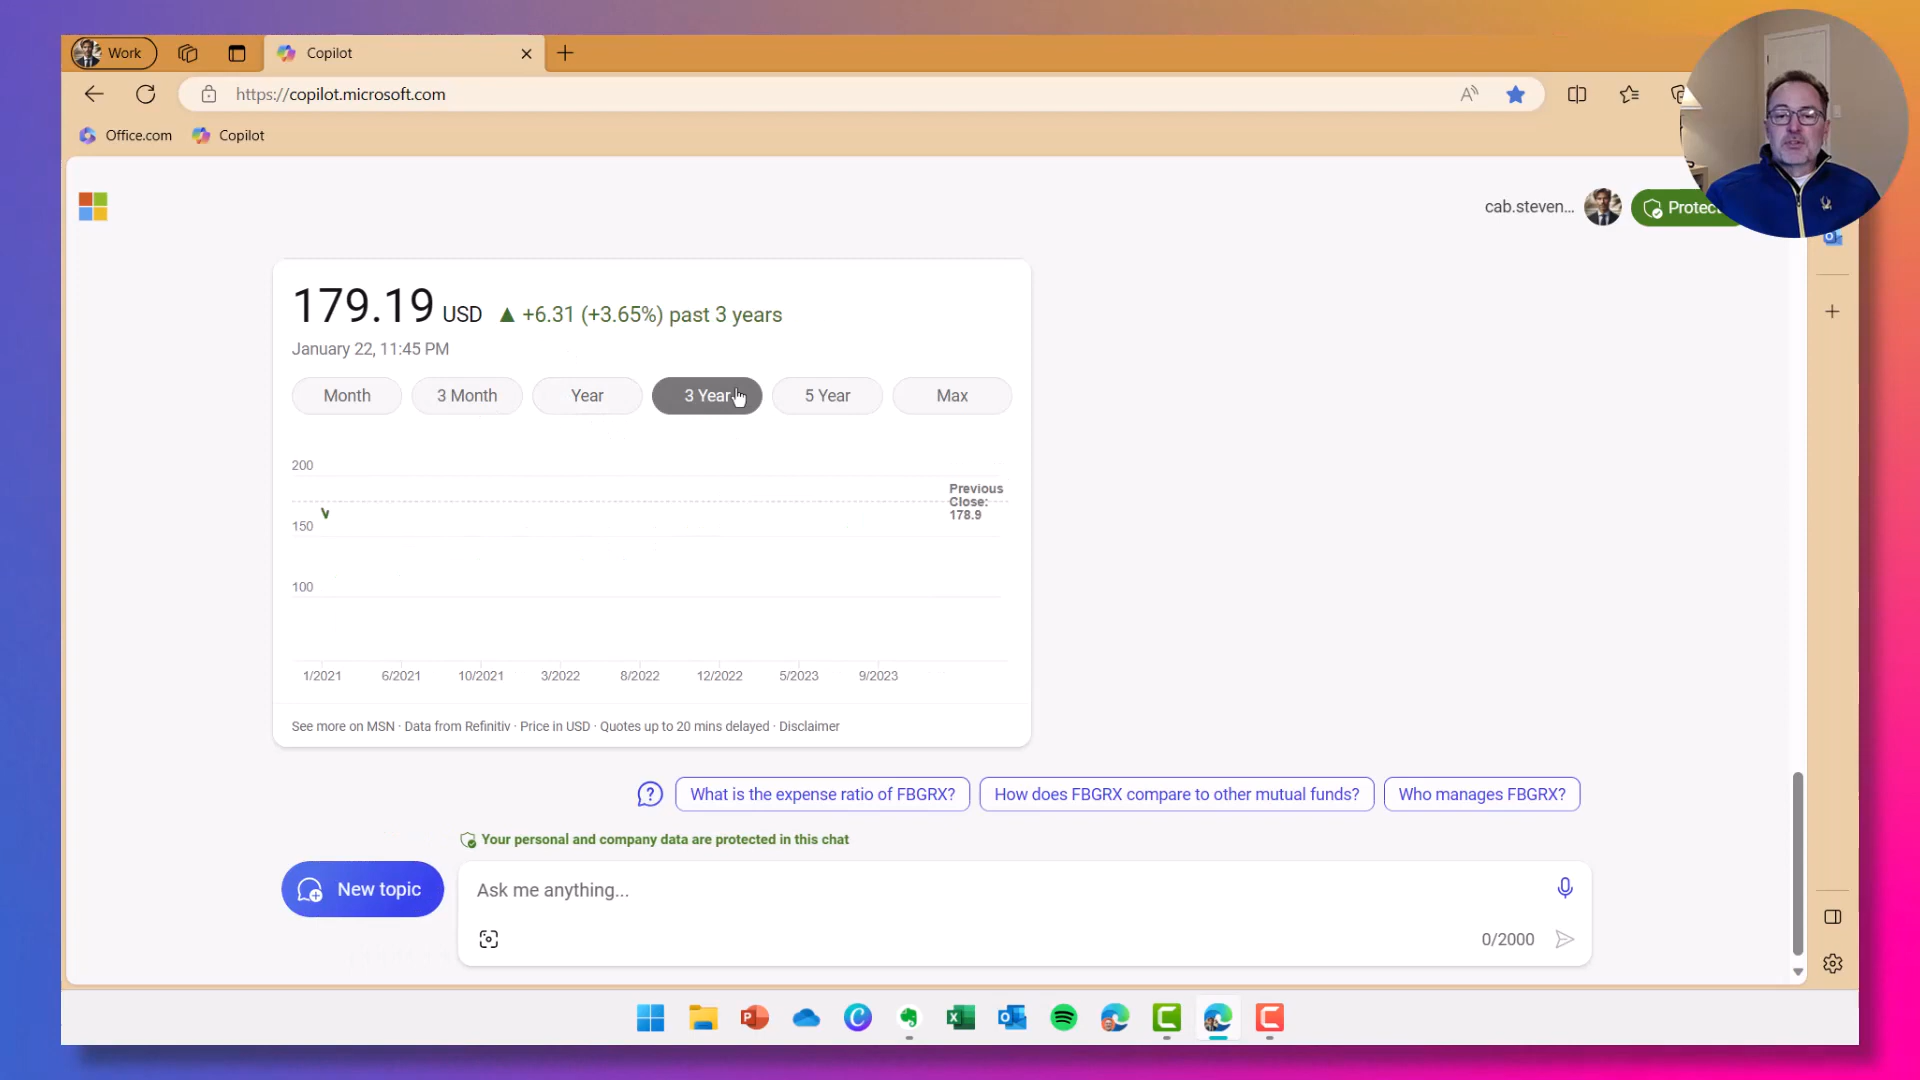 Work
Copilot
https://copilot.microsoft.com
Office.com
Copilot
cab.steven...
Protec
179.19 USD ▲ +6.31 (+3.65%) past 3 years
January 22, 11:45 PM
Month
3 Month
Year
3 Year
5 Year
Max
200
150
100
Previous
Close:
178.9
1/2021
6/2021
10/2021
3/2022
8/2022
12/2022
5/2023
9/2023
See more on MSN · Data from Refinitiv · Price in USD · Quotes up to 20 mins delayed · Disclaimer
What is the expense ratio of FBGRX?
How does FBGRX compare to other mutual funds?
Who manages FBGRX?
Your personal and company data are protected in this chat
New topic
Ask me anything...
0/2000